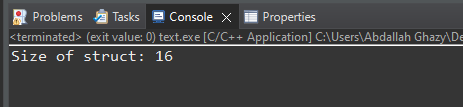 Problems Tasks Console Properties
<terminated> (exit value: 0) text.exe [C/C++ Application] C:\Users\Abdallah Ghazy\De
Size of struct: 16